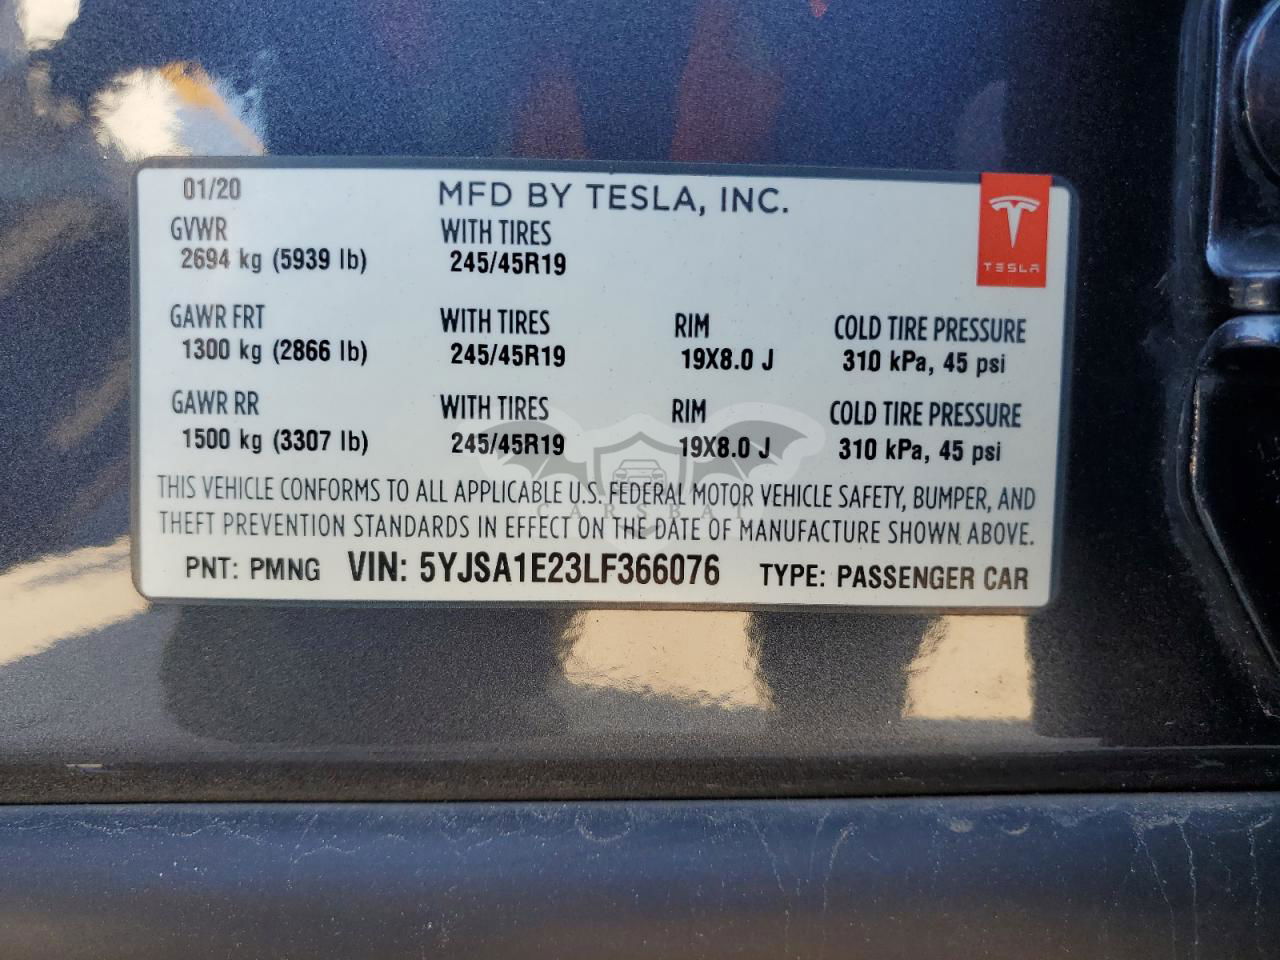 01/20 MFD BY TESLA, INC.
GVWR WITH TIRES
2694 kg (5939 lb) 245/45R19
TESLA
GAWR FRT WITH TIRES RIM COLD TIRE PRESSURE
1300 kg (2866 lb) 245/45R19 19X8.0 J 310 kPa, 45 psi
GAWR RR WITH TIRES RIM COLD TIRE PRESSURE
1500 kg (3307 lb) 245/45R19 19X8.0 J 310 kPa, 45 psi
THIS VEHICLE CONFORMS TO ALL APPLICABLE U.S. FEDERAL MOTOR VEHICLE SAFETY, BUMPER, AND
CARSBAT
THEFT PREVENTION STANDARDS IN EFFECT ON THE DATE OF MANUFACTURE SHOWN ABOVE.
PNT: PMNG VIN: 5YJSA1E23LF366076 TYPE: PASSENGER CAR